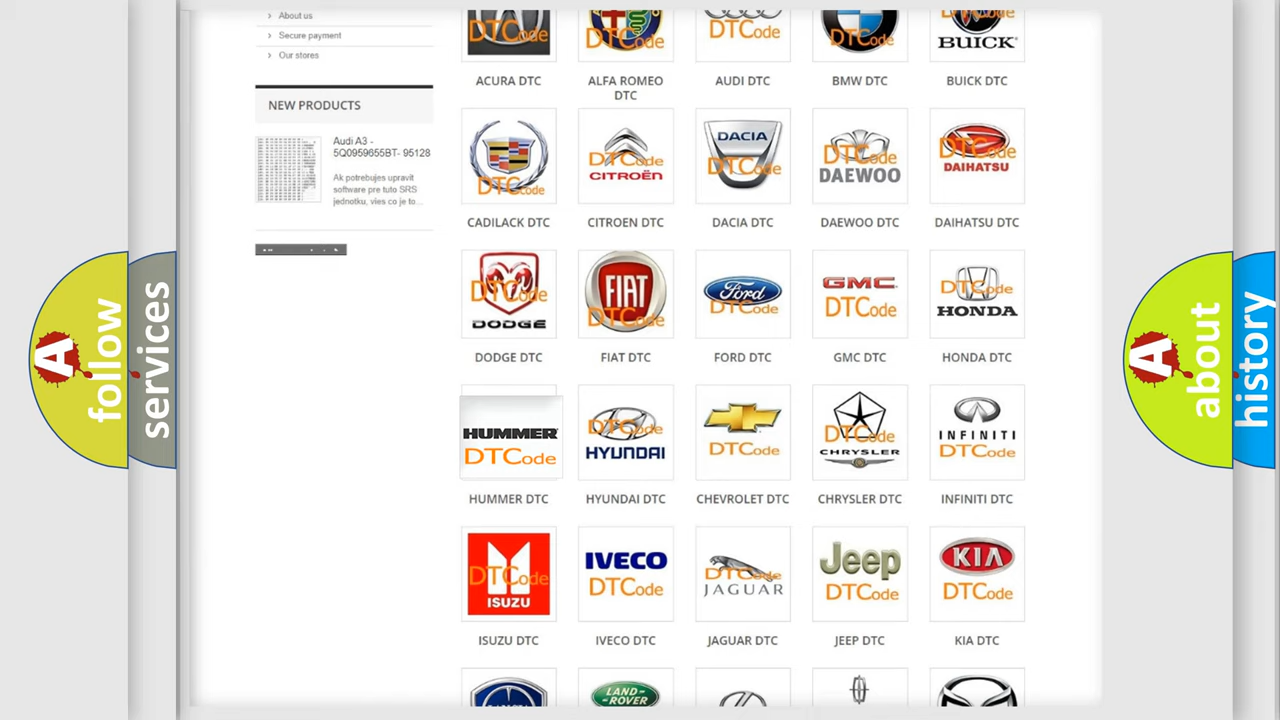 About us
Secure payment
Our stores
NEW PRODUCTS
Audi A3 -
5Q0959655BT- 95128
Ak potrebujes upravit
software pre tuto SRS
jednotku, vies co je to...
A follow
services
DTCode DTCode DTCode DTCode DTCode
BUICK
ACURA DTC
ALFA ROMEO
DTC
AUDI DTC
BMW DTC
BUICK DTC
DTCode
DTCode
CITROËN
DACIA
DTCode
DTCode
DAEWOO
DTCode
DAIHATSU
CADILACK DTC
CITROEN DTC
DACIA DTC
DAEWOO DTC
DAIHATSU DTC
DTCode
DODGE
FIAT
DTCode
Ford
DTCode
GMC
DTCode
DTCode
HONDA
DODGE DTC
FIAT DTC
FORD DTC
GMC DTC
HONDA DTC
HUMMER
DTCode
DTCode
HYUNDAI
DTCode
DTCode
CHRYSLER
INFINITI
DTCode
HUMMER DTC
HYUNDAI DTC
CHEVROLET DTC
CHRYSLER DTC
INFINITI DTC
DTCode
ISUZU
IVECO
DTCode
DTCode
JAGUAR
Jeep
DTCode
KIA
DTCode
ISUZU DTC
IVECO DTC
JAGUAR DTC
JEEP DTC
KIA DTC
LAND-
ROVER
A about
history